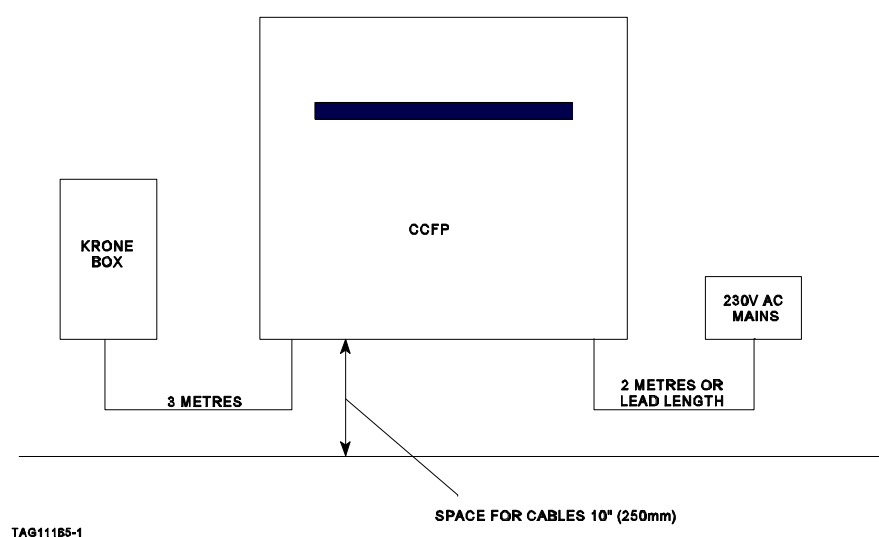 CCFP
KRONE
BOX
230V AC
MAINS
3 METRES
2 METRES OR
LEAD LENGTH
SPACE FOR CABLES 10" (250mm)
TAG11165-1